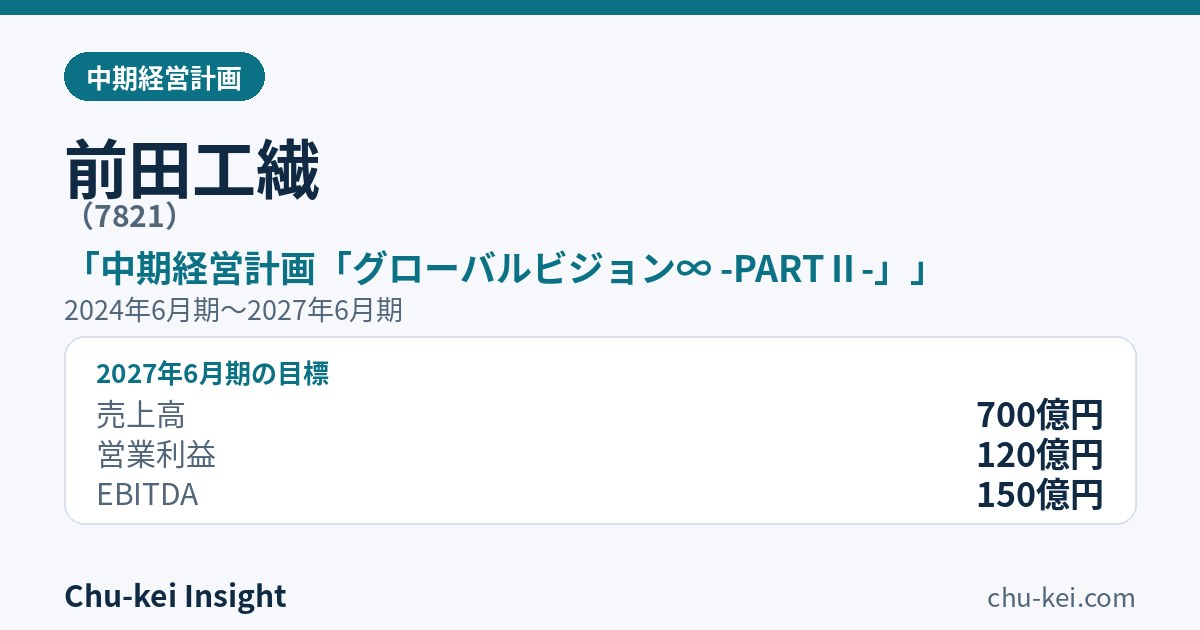 中期経営計画
前田工繊
（7821）
「中期経営計画「グローバルビジョン∞ -PARTⅡ-」」
2024年6月期～2027年6月期
2027年6月期の目標
売上高 700億円
営業利益 120億円
EBITDA 150億円
Chu-kei Insight
chu-kei.com